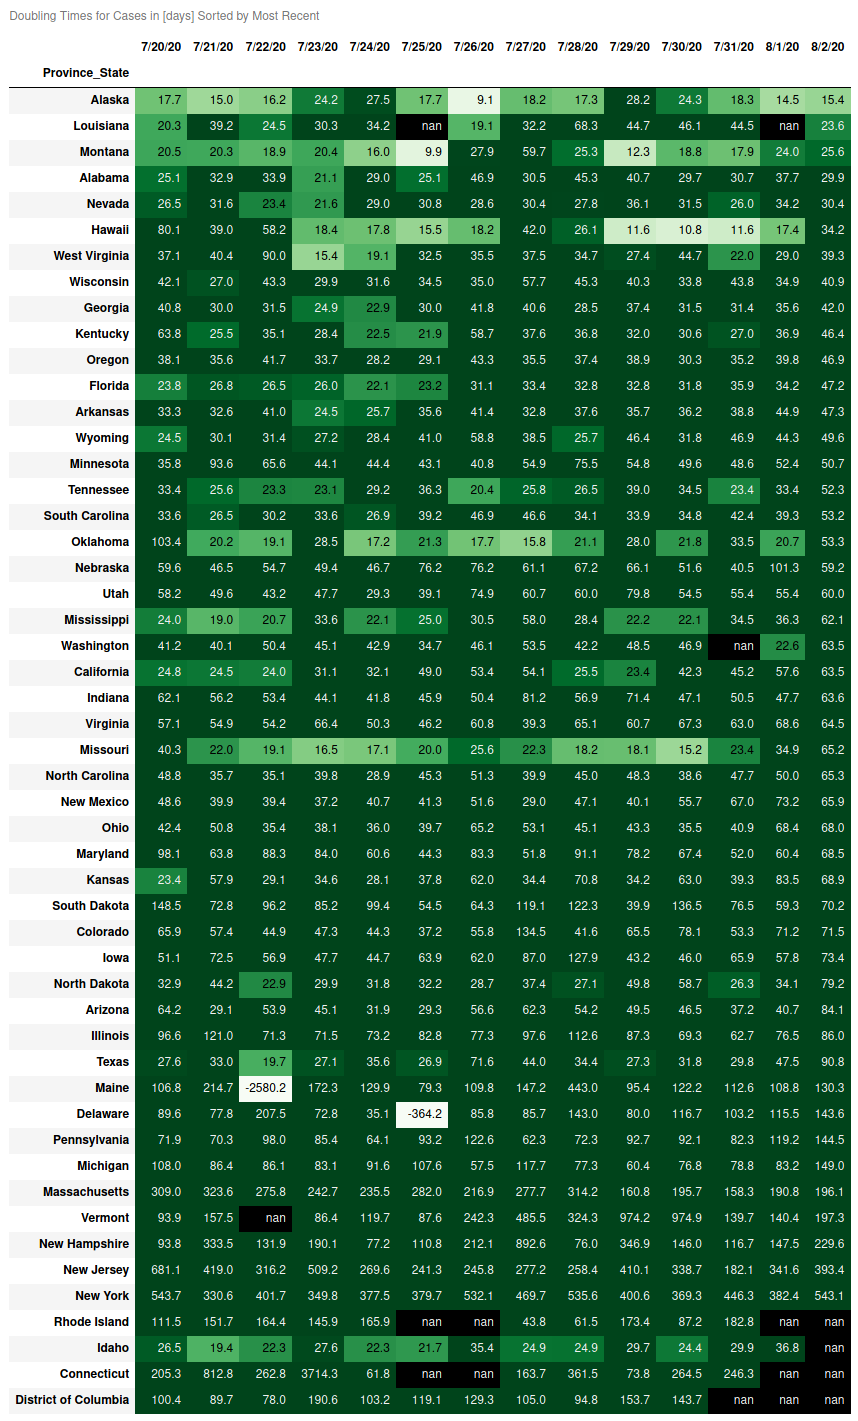 Doubling Times for Cases in [days] Sorted by Most Recent
7/20/20 7/21/20 7/22/20 7/23/20 7/24/20 7/25/20 7/26/20 7/27/20 7/28/20 7/29/20 7/30/20 7/31/20 8/1/20 8/2/20
Province_State
Alaska 17.7 15.0 16.2 24.2 27.5 17.7 9.1 18.2 17.3 28.2 24.3 18.3 14.5 15.4
Louisiana 20.3 39.2 24.5 30.3 34.2 nan 19.1 32.2 68.3 44.7 46.1 44.5 nan 23.6
Montana 20.5 20.3 18.9 20.4 16.0 9.9 27.9 59.7 25.3 12.3 18.8 17.9 24.0 25.6
Alabama 25.1 32.9 33.9 21.1 29.0 25.1 46.9 30.5 45.3 40.7 29.7 30.7 37.7 29.9
Nevada 26.5 31.6 23.4 21.6 29.0 30.8 28.6 30.4 27.8 36.1 31.5 26.0 34.2 30.4
Hawaii 80.1 39.0 58.2 18.4 17.8 15.5 18.2 42.0 26.1 11.6 10.8 11.6 17.4 34.2
West Virginia 37.1 40.4 90.0 15.4 19.1 32.5 35.5 37.5 34.7 27.4 44.7 22.0 29.0 39.3
Wisconsin 42.1 27.0 43.3 29.9 31.6 34.5 35.0 57.7 45.3 40.3 33.8 43.8 34.9 40.9
Georgia 40.8 30.0 31.5 24.9 22.9 30.0 41.8 40.6 28.5 37.4 31.5 31.4 35.6 42.0
Kentucky 63.8 25.5 35.1 28.4 22.5 21.9 58.7 37.6 36.8 32.0 30.6 27.0 36.9 46.4
Oregon 38.1 35.6 41.7 33.7 28.2 29.1 43.3 35.5 37.4 38.9 30.3 35.2 39.8 46.9
Florida 23.8 26.8 26.5 26.0 22.1 23.2 31.1 33.4 32.8 32.8 31.8 35.9 34.2 47.2
Arkansas 33.3 32.6 41.0 24.5 25.7 35.6 41.4 32.8 37.6 35.7 36.2 38.8 44.9 47.3
Wyoming 24.5 30.1 31.4 27.2 28.4 41.0 58.8 38.5 25.7 46.4 31.8 46.9 44.3 49.6
Minnesota 35.8 93.6 65.6 44.1 44.4 43.1 40.8 54.9 75.5 54.8 49.6 48.6 52.4 50.7
Tennessee 33.4 25.6 23.3 23.1 29.2 36.3 20.4 25.8 26.5 39.0 34.5 23.4 33.4 52.3
South Carolina 33.6 26.5 30.2 33.6 26.9 39.2 46.9 46.6 34.1 33.9 34.8 42.4 39.3 53.2
Oklahoma 103.4 20.2 19.1 28.5 17.2 21.3 17.7 15.8 21.1 28.0 21.8 33.5 20.7 53.3
Nebraska 59.6 46.5 54.7 49.4 46.7 76.2 76.2 61.1 67.2 66.1 51.6 40.5 101.3 59.2
Utah 58.2 49.6 43.2 47.7 29.3 39.1 74.9 60.7 60.0 79.8 54.5 55.4 55.4 60.0
Mississippi 24.0 19.0 20.7 33.6 22.1 25.0 30.5 58.0 28.4 22.2 22.1 34.5 36.3 62.1
Washington 41.2 40.1 50.4 45.1 42.9 34.7 46.1 53.5 42.2 48.5 46.9 nan 22.6 63.5
California 24.8 24.5 24.0 31.1 32.1 49.0 53.4 54.1 25.5 23.4 42.3 45.2 57.6 63.5
Indiana 62.1 56.2 53.4 44.1 41.8 45.9 50.4 81.2 56.9 71.4 47.1 50.5 47.7 63.6
Virginia 57.1 54.9 54.2 66.4 50.3 46.2 60.8 39.3 65.1 60.7 67.3 63.0 68.6 64.5
Missouri 40.3 22.0 19.1 16.5 17.1 20.0 25.6 22.3 18.2 18.1 15.2 23.4 34.9 65.2
North Carolina 48.8 35.7 35.1 39.8 28.9 45.3 51.3 39.9 45.0 48.3 38.6 47.7 50.0 65.3
New Mexico 48.6 39.9 39.4 37.2 40.7 41.3 51.6 29.0 47.1 40.1 55.7 67.0 73.2 65.9
Ohio 42.4 50.8 35.4 38.1 36.0 39.7 65.2 53.1 45.1 43.3 35.5 40.9 68.4 68.0
Maryland 98.1 63.8 88.3 84.0 60.6 44.3 83.3 51.8 91.1 78.2 67.4 52.0 60.4 68.5
Kansas 23.4 57.9 29.1 34.6 28.1 37.8 62.0 34.4 70.8 34.2 63.0 39.3 83.5 68.9
South Dakota 148.5 72.8 96.2 85.2 99.4 54.5 64.3 119.1 122.3 39.9 136.5 76.5 59.3 70.2
Colorado 65.9 57.4 44.9 47.3 44.3 37.2 55.8 134.5 41.6 65.5 78.1 53.3 71.2 71.5
Iowa 51.1 72.5 56.9 47.7 44.7 63.9 62.0 87.0 127.9 43.2 46.0 65.9 57.8 73.4
North Dakota 32.9 44.2 22.9 29.9 31.8 32.2 28.7 37.4 27.1 49.8 57.2 26.3 34.1 79.2
Arizona 64.2 29.1 53.9 45.1 31.9 29.3 56.6 62.3 54.2 49.5 46.5 37.2 40.7 84.1
Illinois 96.6 121.0 71.3 71.5 73.2 82.8 77.3 97.6 112.6 87.3 69.3 62.7 76.5 86.0
Texas 27.6 33.0 19.7 27.1 35.6 26.9 71.6 44.0 34.4 27.3 31.8 29.8 47.5 90.8
Maine 106.8 214.7 -2580.2 172.3 129.9 79.3 109.8 147.2 443.0 95.4 122.2 112.6 108.8 130.3
Delaware 89.6 77.8 207.5 72.8 35.1 -364.2 85.8 85.7 143.0 80.0 116.7 103.2 115.5 143.6
Pennsylvania 71.9 70.3 98.0 85.4 64.1 93.2 122.6 62.3 72.3 92.7 92.1 82.3 119.2 144.5
Michigan 108.0 86.4 86.1 83.1 91.6 107.6 57.5 117.7 77.3 60.4 76.8 78.8 83.2 149.0
Massachusetts 309.0 323.6 275.8 242.7 235.5 282.0 216.9 277.7 314.2 160.8 195.7 158.3 190.8 196.1
Vermont 93.9 157.5 nan 86.4 119.7 87.6 242.3 485.5 324.3 974.2 974.9 139.7 140.4 197.3
New Hampshire 93.8 333.5 131.9 190.1 77.2 110.8 212.1 892.6 76.0 346.9 146.0 116.7 147.5 229.6
New Jersey 681.1 419.0 316.2 509.2 269.6 241.3 245.8 277.2 258.4 410.1 338.7 182.1 341.6 393.4
New York 543.7 330.6 401.7 349.8 377.5 379.7 532.1 469.7 535.6 400.6 369.3 446.3 382.4 543.1
Rhode Island 111.5 151.7 164.4 145.9 165.9 nan nan 43.8 61.5 173.4 87.2 182.8 nan nan
Idaho 26.5 19.4 22.3 27.6 22.3 21.7 35.4 24.9 24.9 29.7 24.4 29.9 36.8 nan
Connecticut 205.3 812.8 262.8 3714.3 61.8 nan nan 163.7 361.5 73.8 264.5 246.3 nan nan
District of Columbia 100.4 89.7 78.0 190.6 103.2 119.1 129.3 105.0 94.8 153.7 143.7 nan nan nan